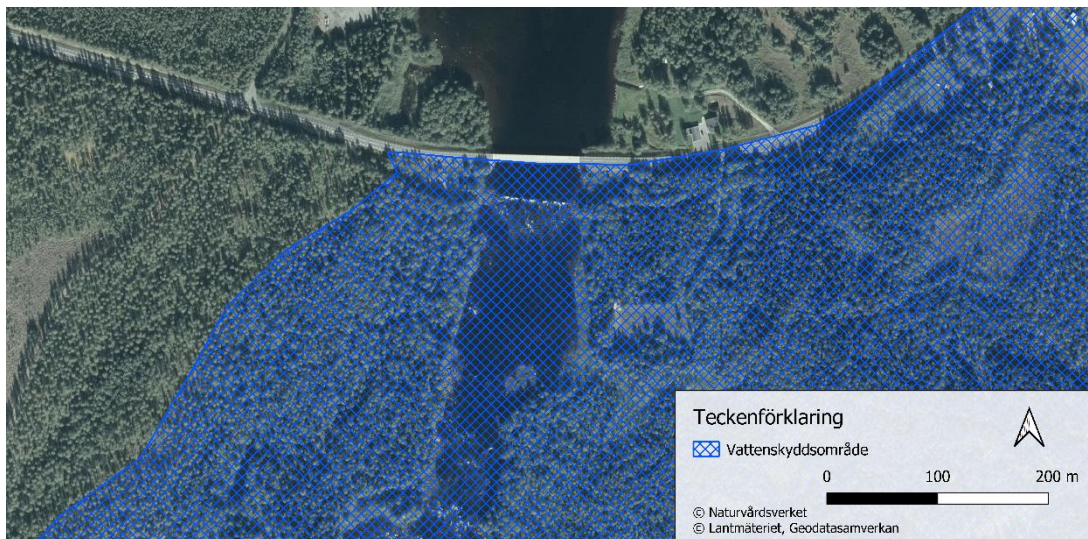 Teckenförklaring
Vattenskyddsområde
0 100 200 m
© Naturvårdsverket
© Lantmäteriet, Geodatasamverkan